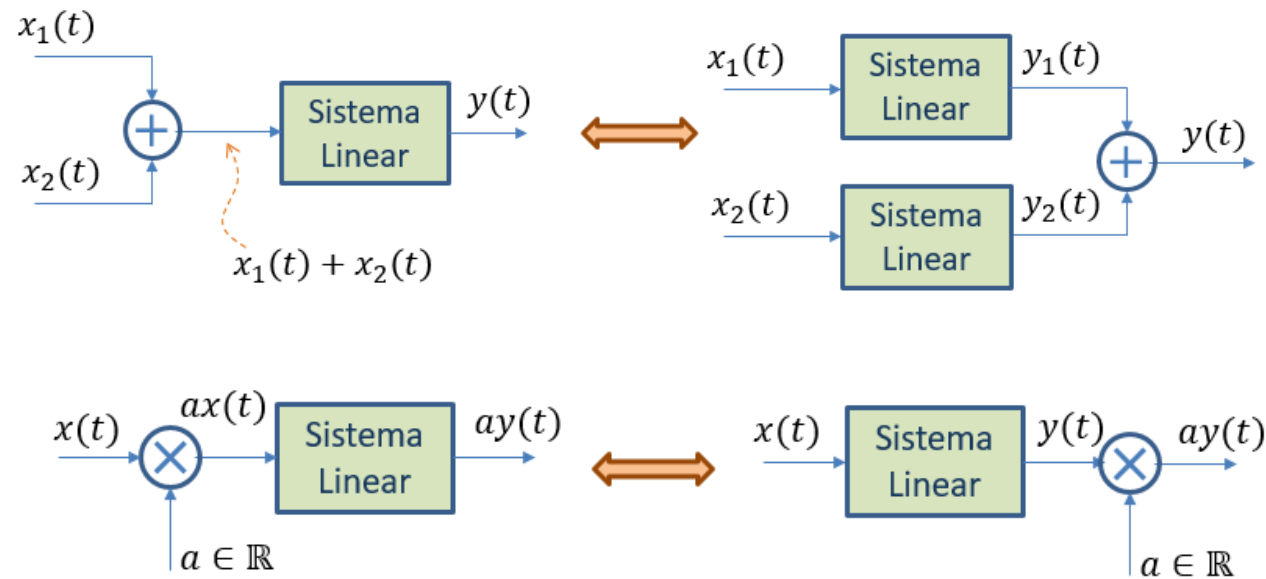 x₁(t)
x₂(t)
x₁(t) + x₂(t)
Sistema
Linear
y(t)
x₁(t)
Sistema
Linear
y₁(t)
x₂(t)
Sistema
Linear
y₂(t)
y(t)
x(t)
ax(t)
a ∈ ℝ
Sistema
Linear
ay(t)
x(t)
Sistema
Linear
y(t)
ay(t)
a ∈ ℝ